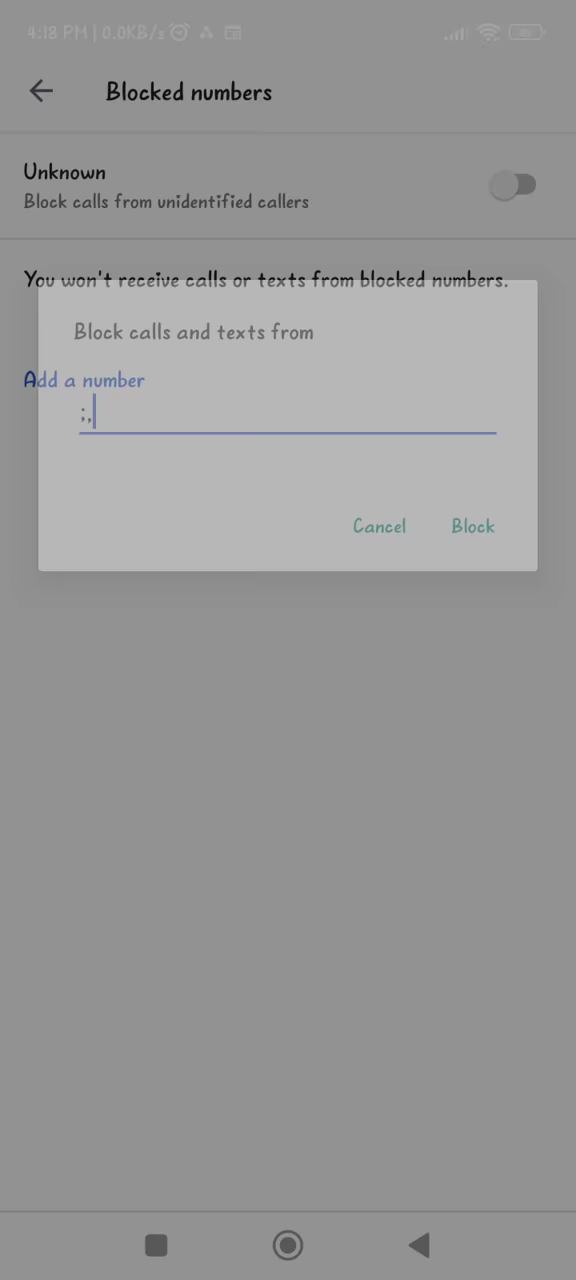 4:18 PM | 0.0KB/s
Blocked numbers
Unknown
Block calls from unidentified callers
You won't receive calls or texts from blocked numbers.
Block calls and texts from
Add a number
;,
Cancel Block